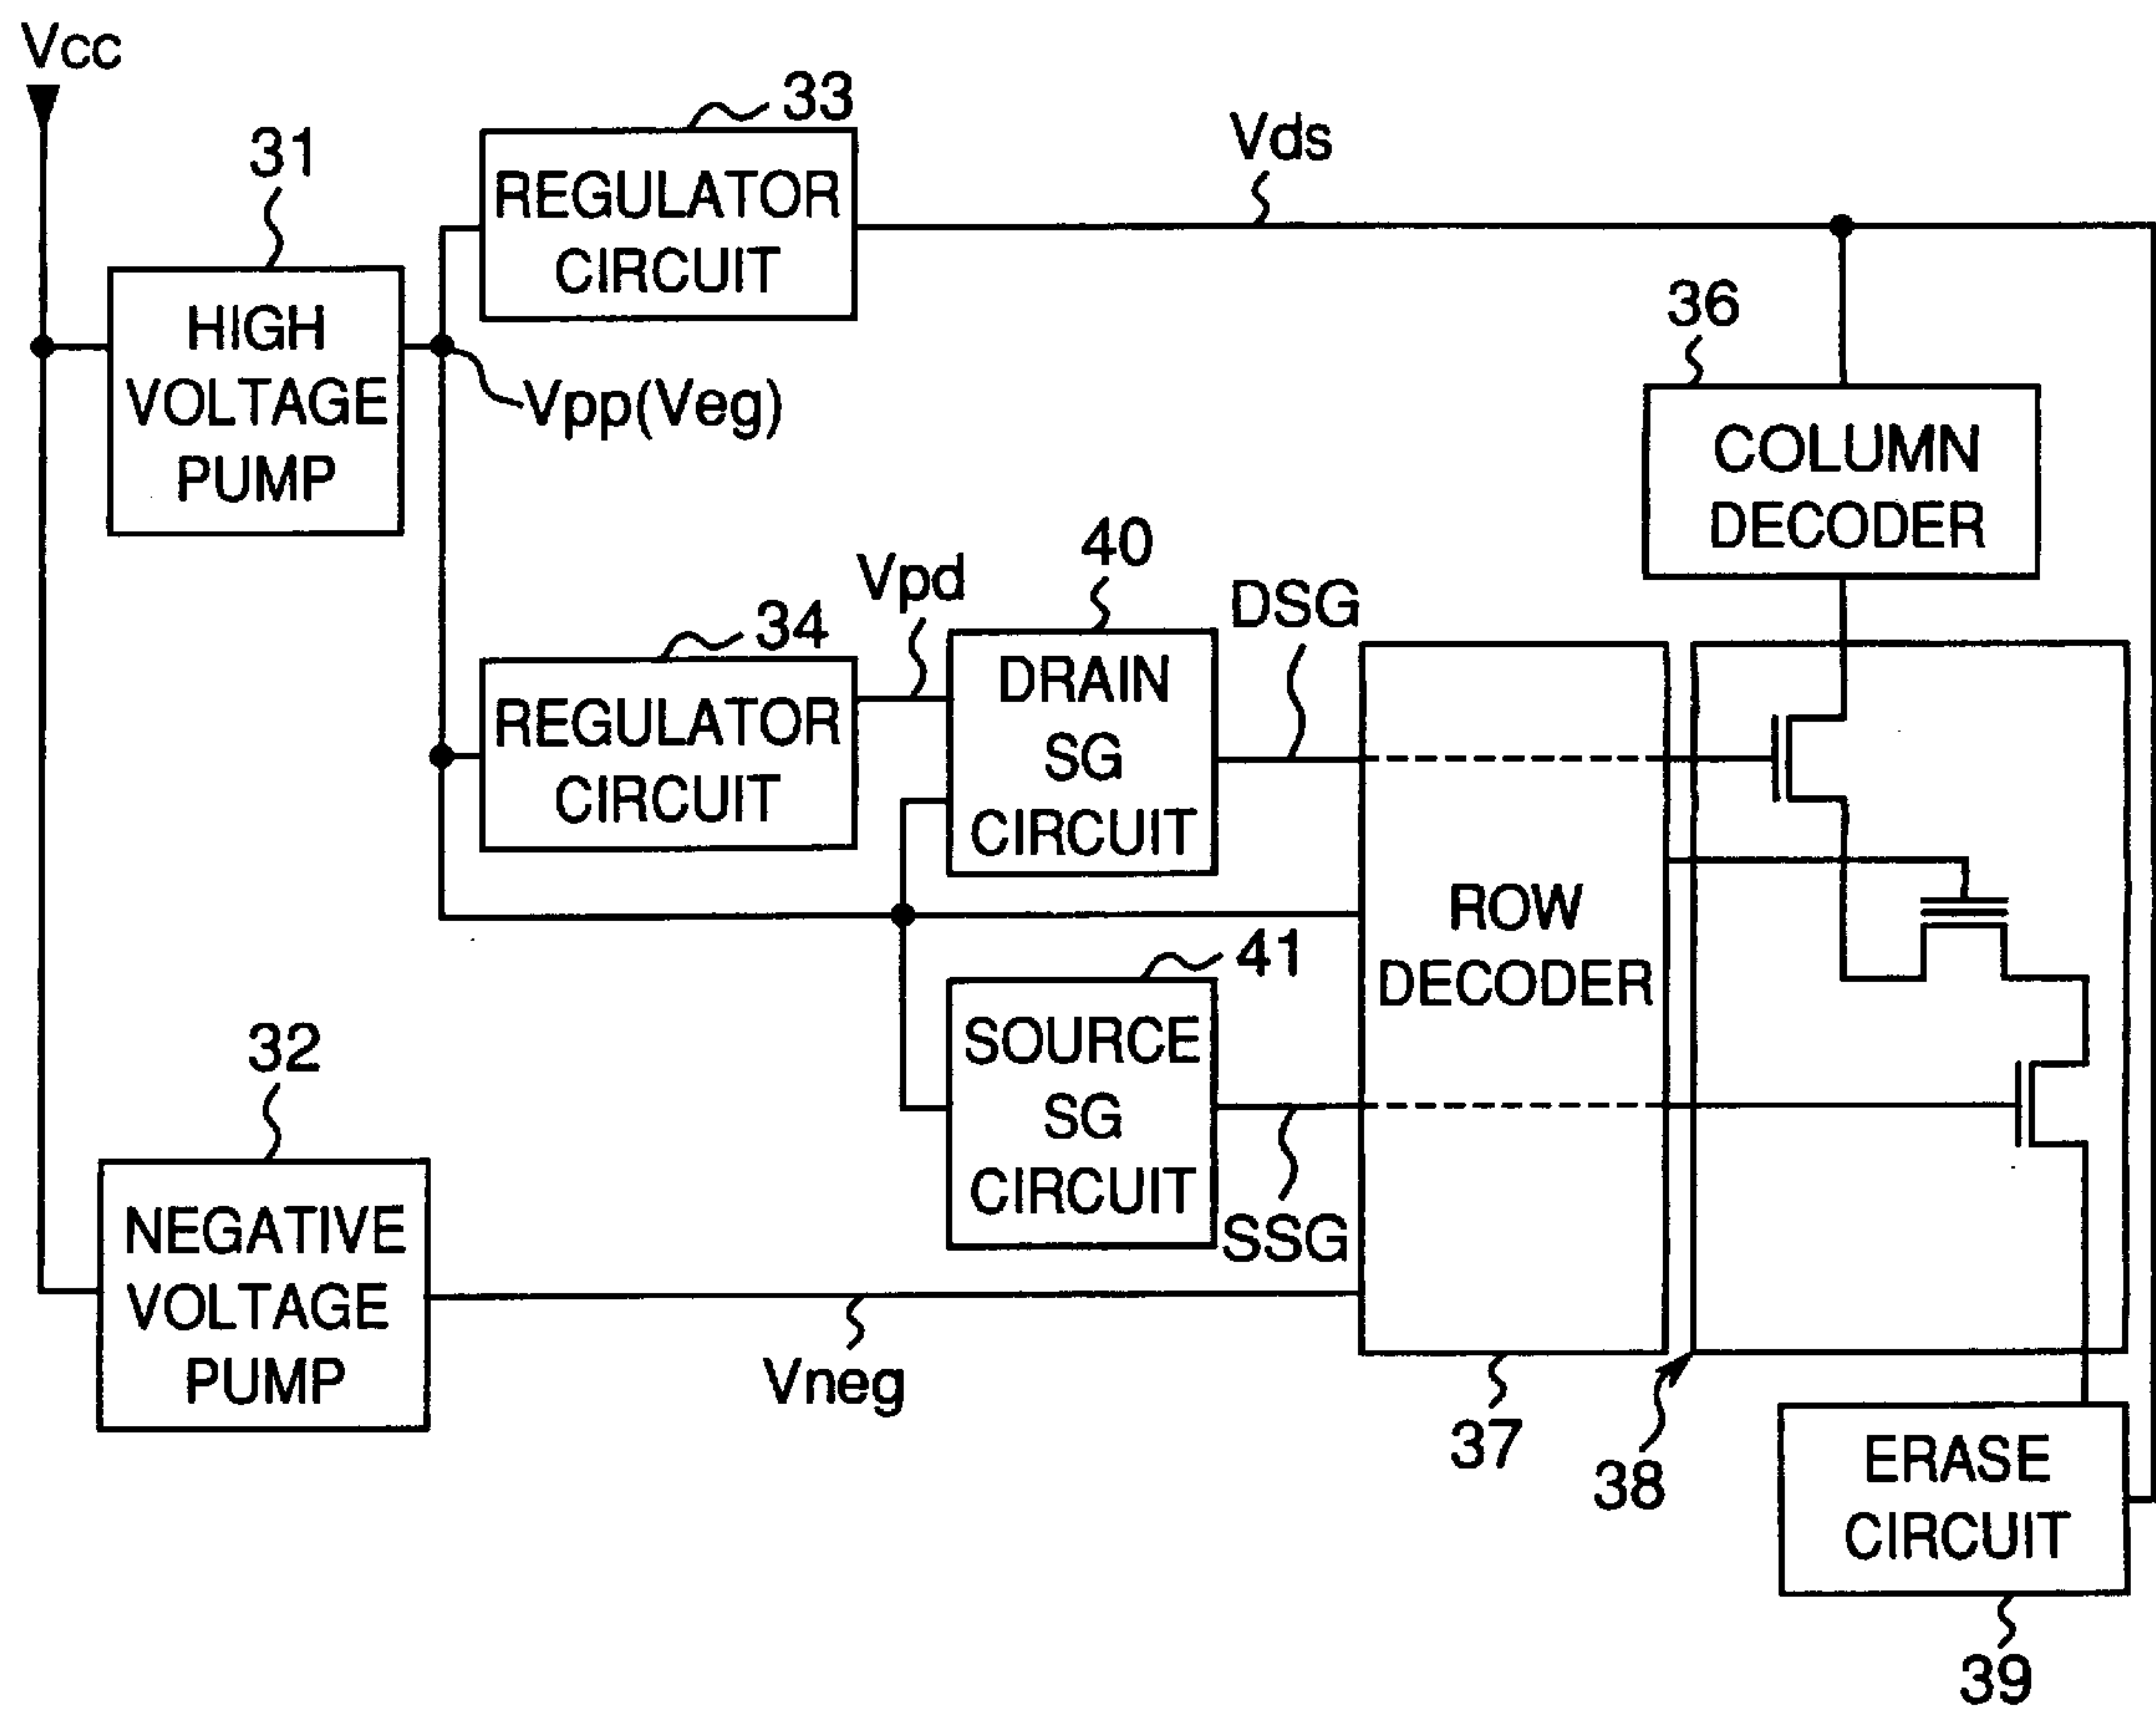 Vcc
33
31
Vds
REGULATOR
CIRCUIT
36
HIGH
VOLTAGE
PUMP
Vpp(Veg)
COLUMN
DECODER
40
Vpd
DSG
34
DRAIN
SG
CIRCUIT
REGULATOR
CIRCUIT
ROW
DECODER
41
32
SOURCE
SG
CIRCUIT
SSG
NEGATIVE
VOLTAGE
PUMP
Vneg
37
38
ERASE
CIRCUIT
39